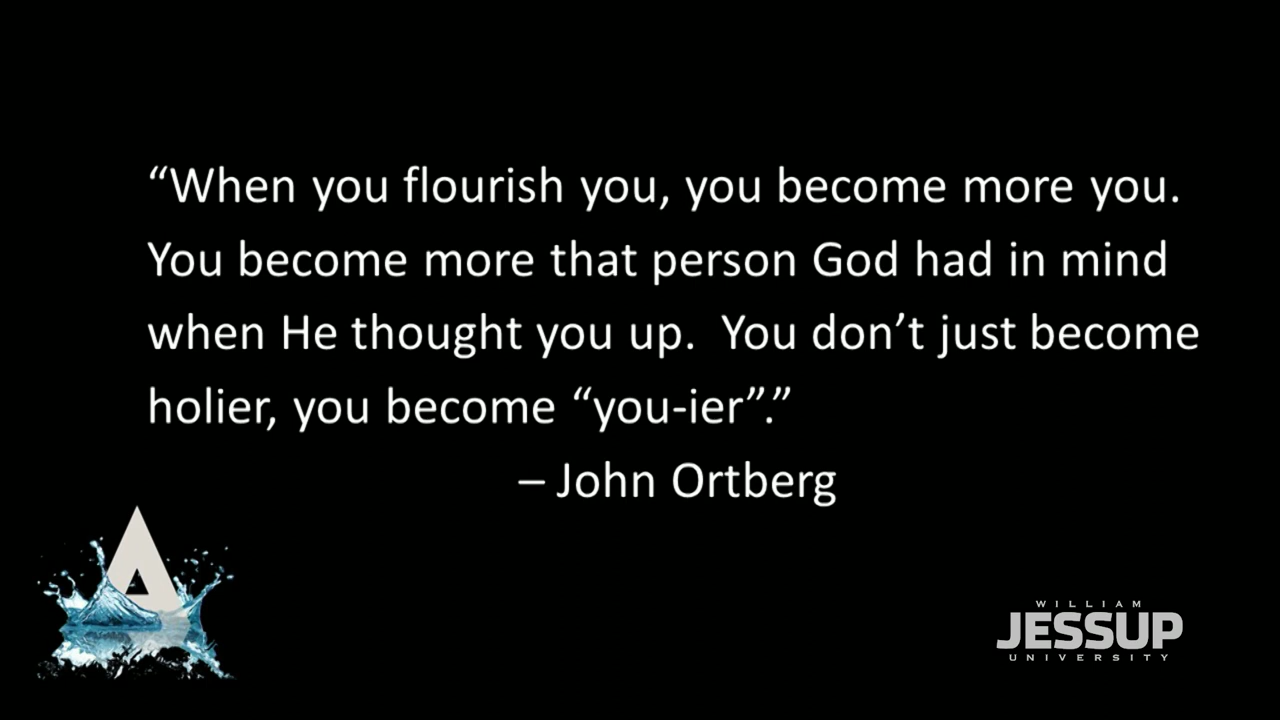 “When you flourish you, you become more you.
You become more that person God had in mind
when He thought you up.  You don’t just become
holier, you become “you-ier”.”
– John Ortberg
A
WILLIAM
JESSUP
UNIVERSITY